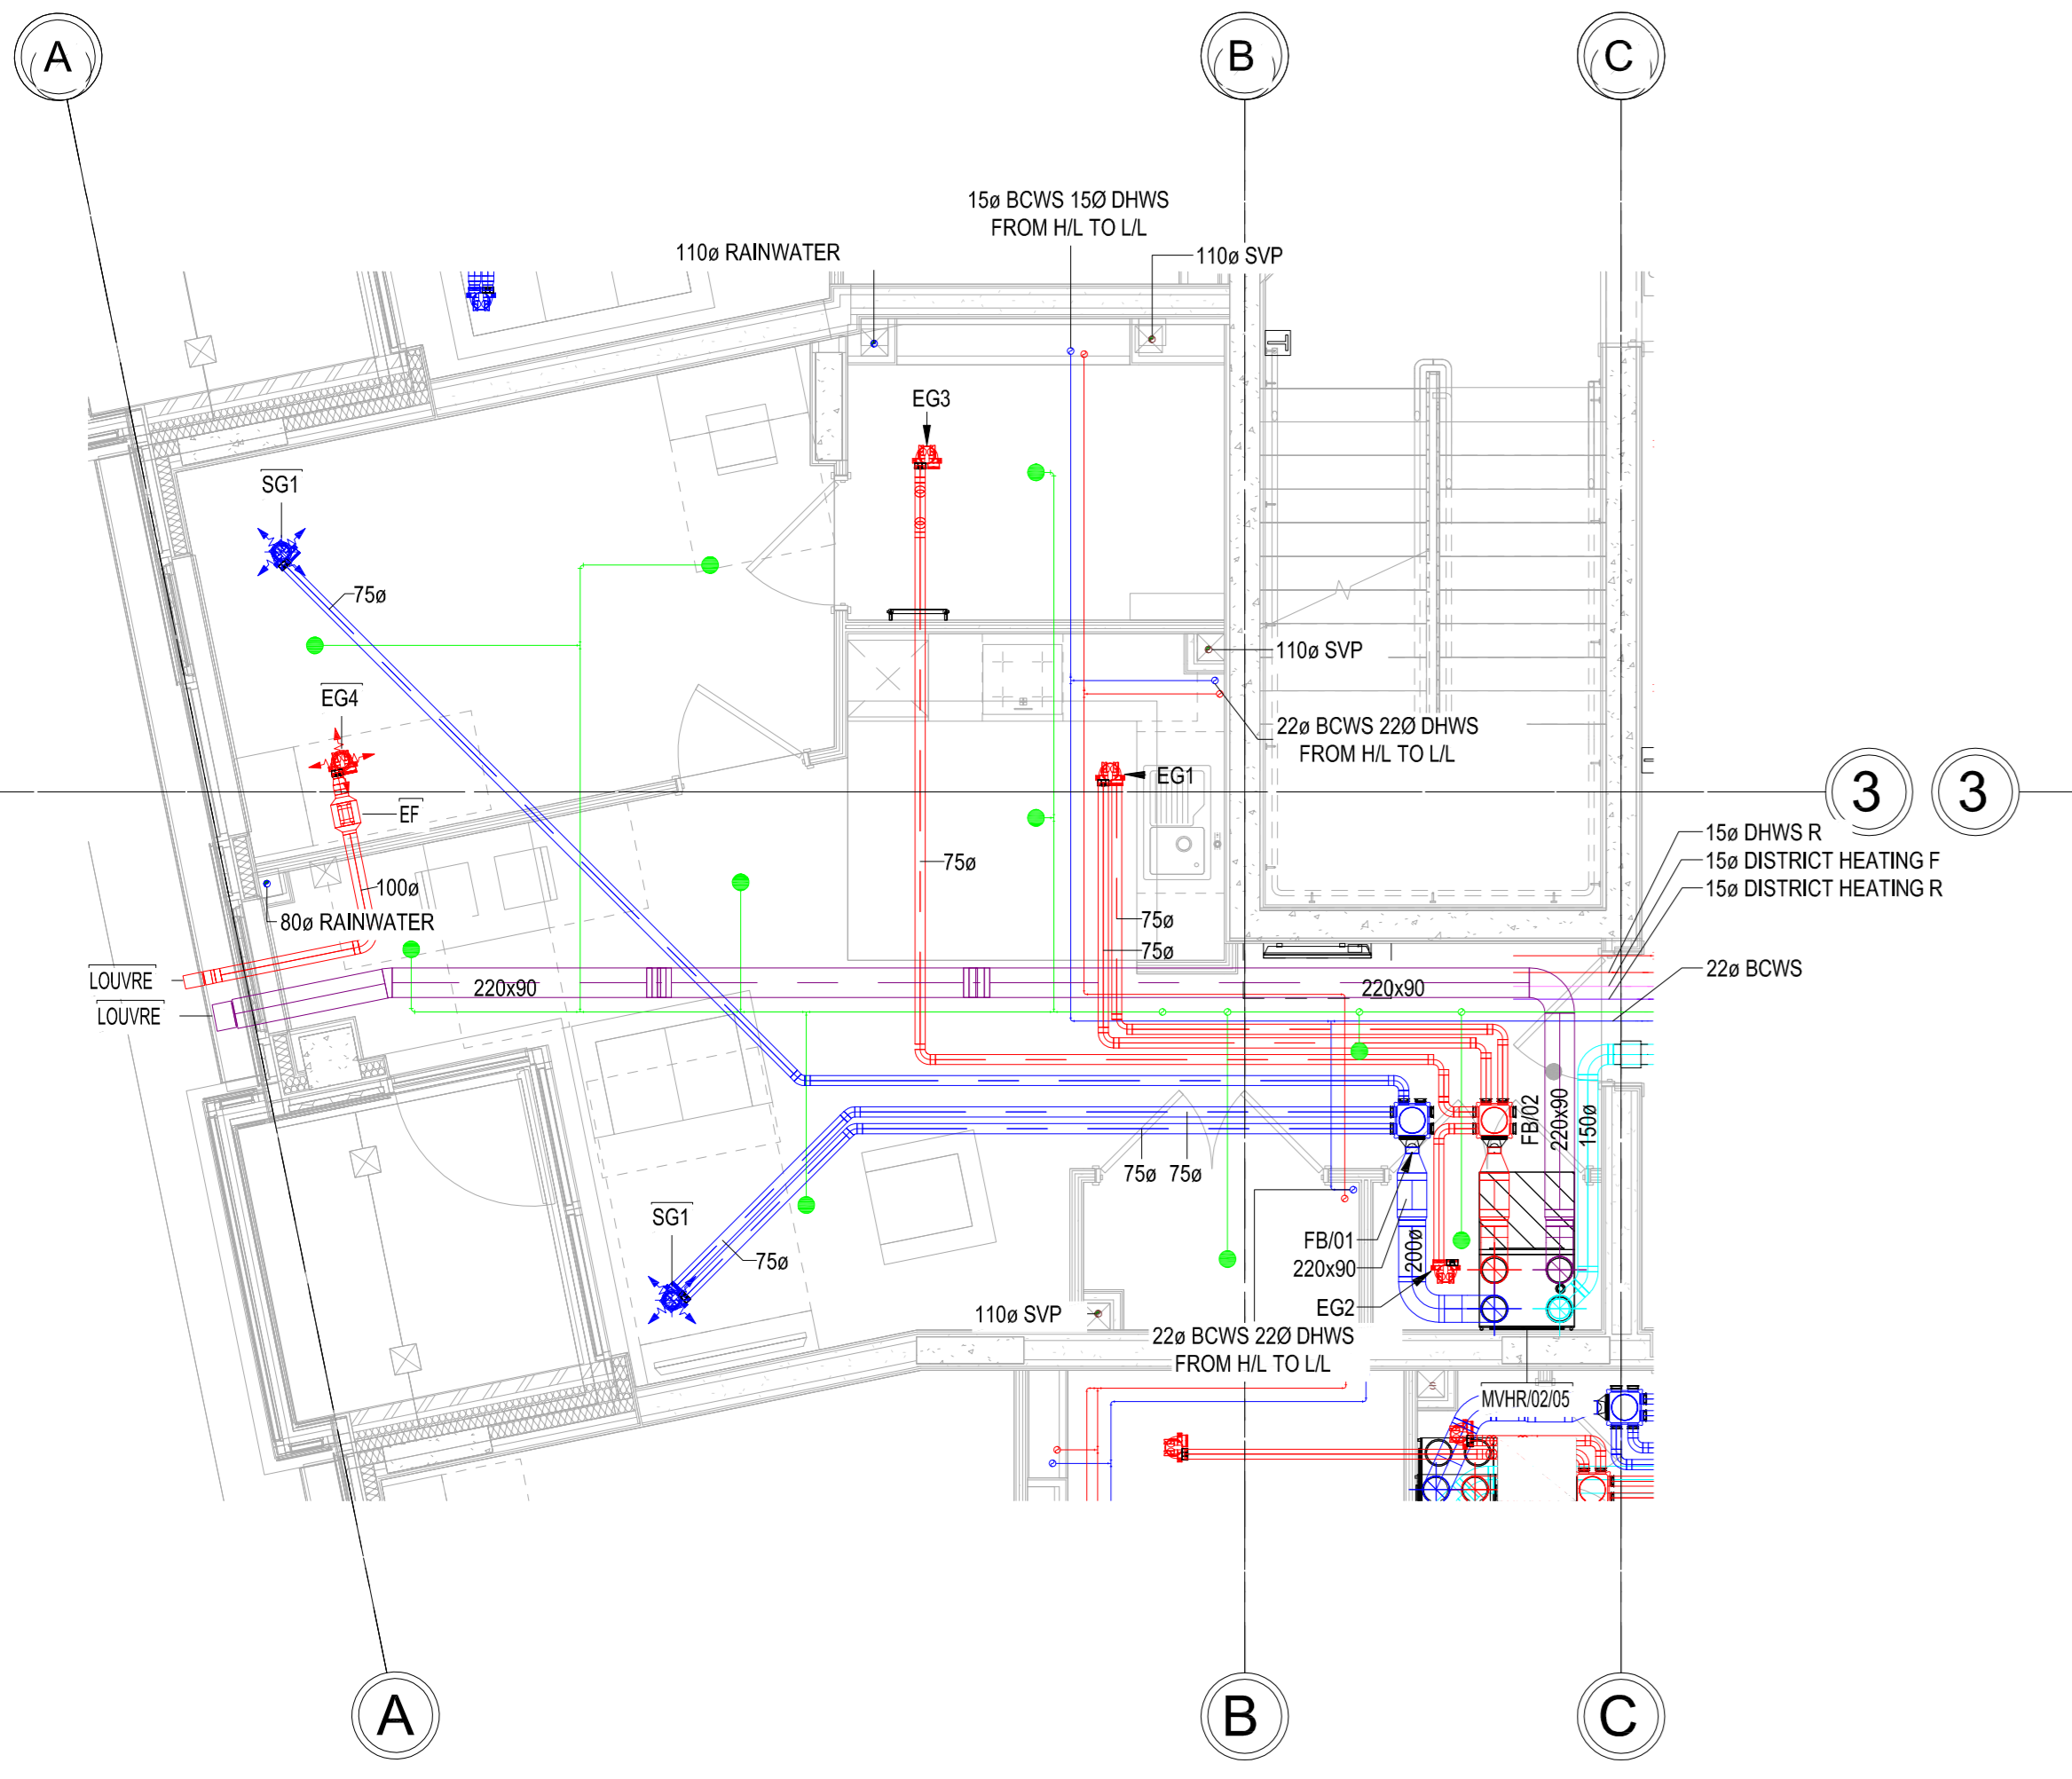 A
B
C
15ø BCWS 15Ø DHWS
FROM H/L TO L/L
110ø RAINWATER
110ø SVP
EG3
SG1
75ø
110ø SVP
EG4
22ø BCWS 22Ø DHWS
FROM H/L TO L/L
EG1
EF
3
3
15ø DHWS R
15ø DISTRICT HEATING F
15ø DISTRICT HEATING R
75ø
100ø
80ø RAINWATER
75ø
75ø
LOUVRE
22ø BCWS
220x90
220x90
LOUVRE
FB/02
220x90
150ø
75ø
75ø
SG1
75ø
FB/01
200ø
220x90
EG2
110ø SVP
22ø BCWS 22Ø DHWS
FROM H/L TO L/L
MVHR/02/05
A
B
C